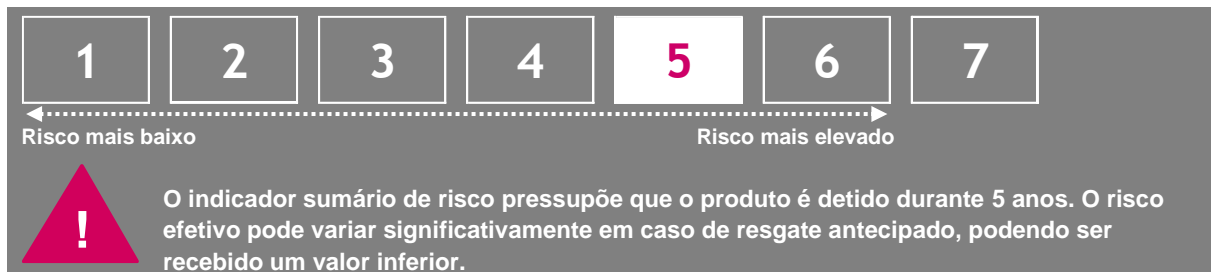 1 2 3 4 5 6 7
Risco mais baixo Risco mais elevado
! O indicador sumário de risco pressupõe que o produto é detido durante 5 anos. O risco
efetivo pode variar significativamente em caso de resgate antecipado, podendo ser
recebido um valor inferior.